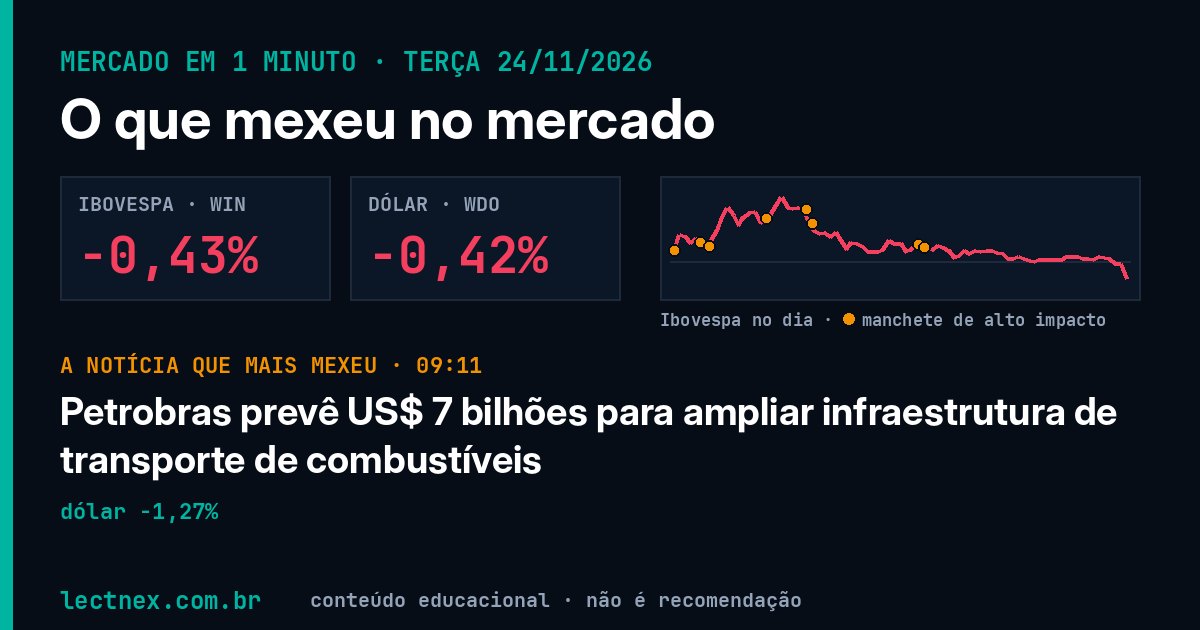 MERCADO EM 1 MINUTO · TERÇA 24/11/2026
O que mexeu no mercado
IBOVESPA · WIN
-0,43%
DÓLAR · WDO
-0,42%
Ibovespa no dia · manchete de alto impacto
A NOTÍCIA QUE MAIS MEXEU · 09:11
Petrobras prevê US$ 7 bilhões para ampliar infraestrutura de
transporte de combustíveis
dólar -1,27%
lectnex.com.br
conteúdo educacional · não é recomendação